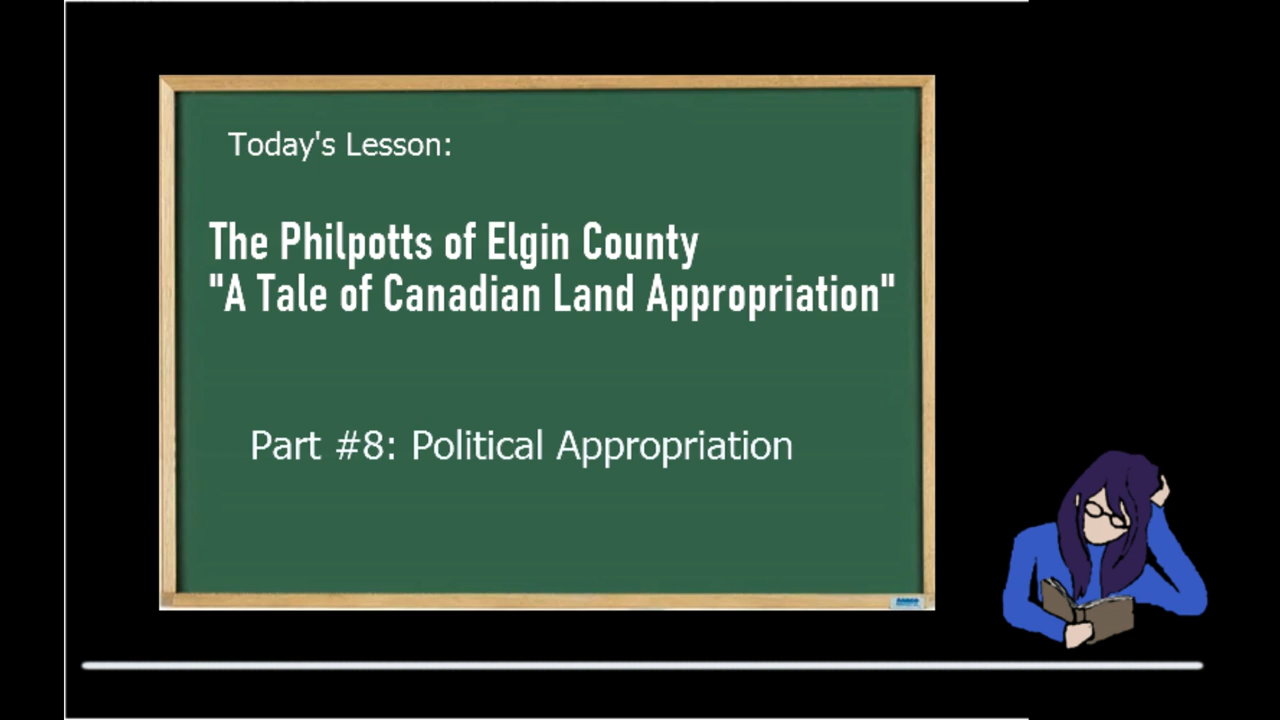 Today's Lesson:
The Philpotts of Elgin County
"A Tale of Canadian Land Appropriation"
Part #8: Political Appropriation